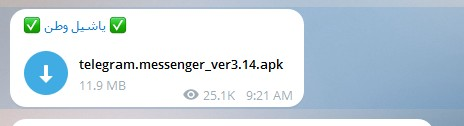 ✅ یاشیل وطن ✅
telegram.messenger_ver3.14.apk
11.9 MB
25.1K 9:21 AM